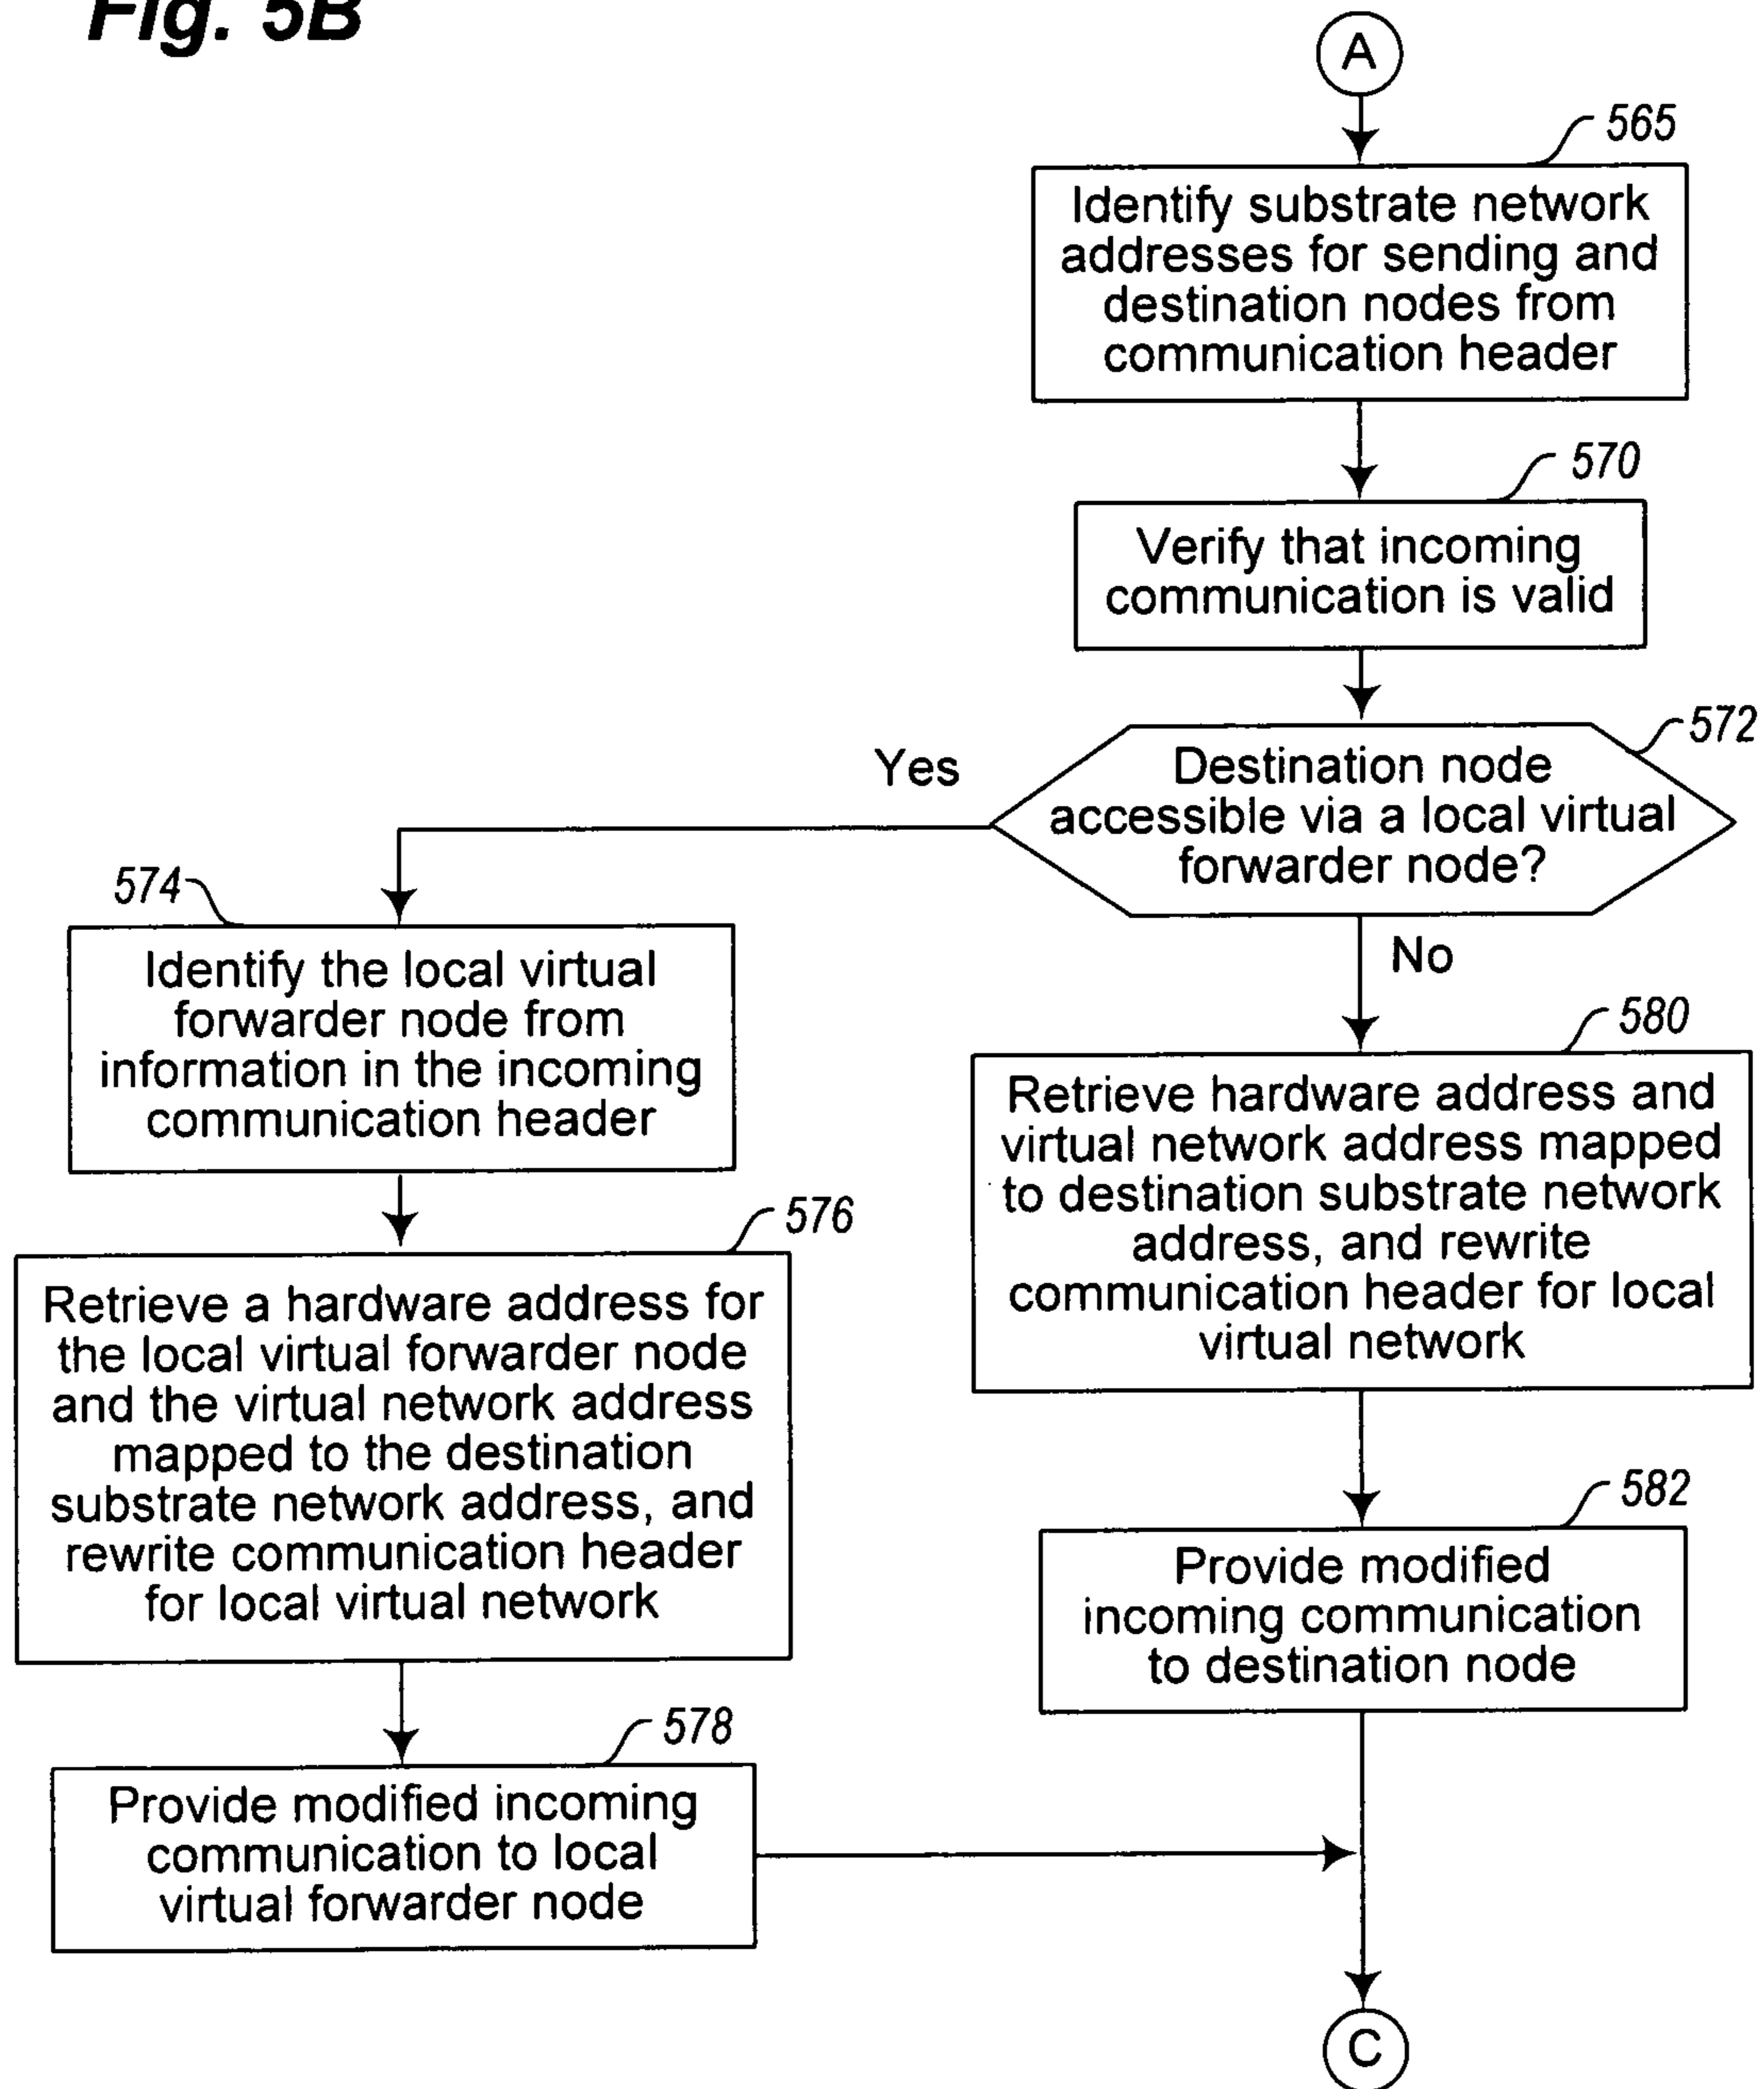 Fig. 5B
A
565
Identify substrate network
addresses for sending and
destination nodes from
communication header
570
Verify that incoming
communication is valid
572
Destination node
accessible via a local virtual
forwarder node?
Yes
No
574
Identify the local virtual
forwarder node from
information in the incoming
communication header
576
Retrieve a hardware address for
the local virtual forwarder node
and the virtual network address
mapped to the destination
substrate network address, and
rewrite communication header
for local virtual network
578
Provide modified incoming
communication to local
virtual forwarder node
580
Retrieve hardware address and
virtual network address mapped
to destination substrate network
address, and rewrite
communication header for local
virtual network
582
Provide modified
incoming communication
to destination node
C